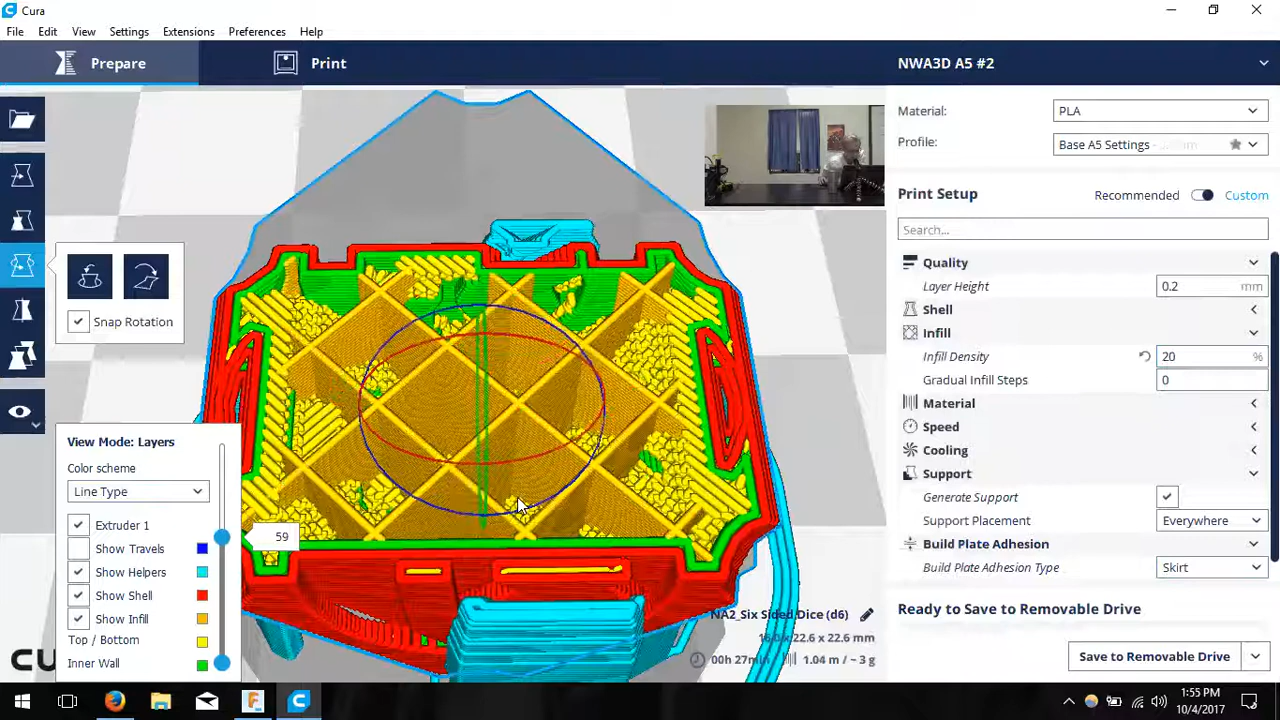 Cura
File Edit View Settings Extensions Preferences Help
Prepare Print NWA3D A5 #2
Material: PLA
Profile: Base A5 Settings -
Print Setup Recommended Custom
Search...
Quality
Layer Height 0.2 mm
Shell
Infill
Infill Density 20 %
Gradual Infill Steps 0
Material
Speed
Cooling
Support
Generate Support
Support Placement Everywhere
Build Plate Adhesion
Build Plate Adhesion Type Skirt
Ready to Save to Removable Drive
Save to Removable Drive
Snap Rotation
View Mode: Layers
Color scheme
Line Type
Extruder 1
59
Show Travels
Show Helpers
Show Shell
Show Infill
Top / Bottom
Inner Wall
NA2_Six Sided Dice (d6)
x 22.6 x 22.6 mm
00h 27min
1.04 m / ~ 3 g
1:55 PM
10/4/2017